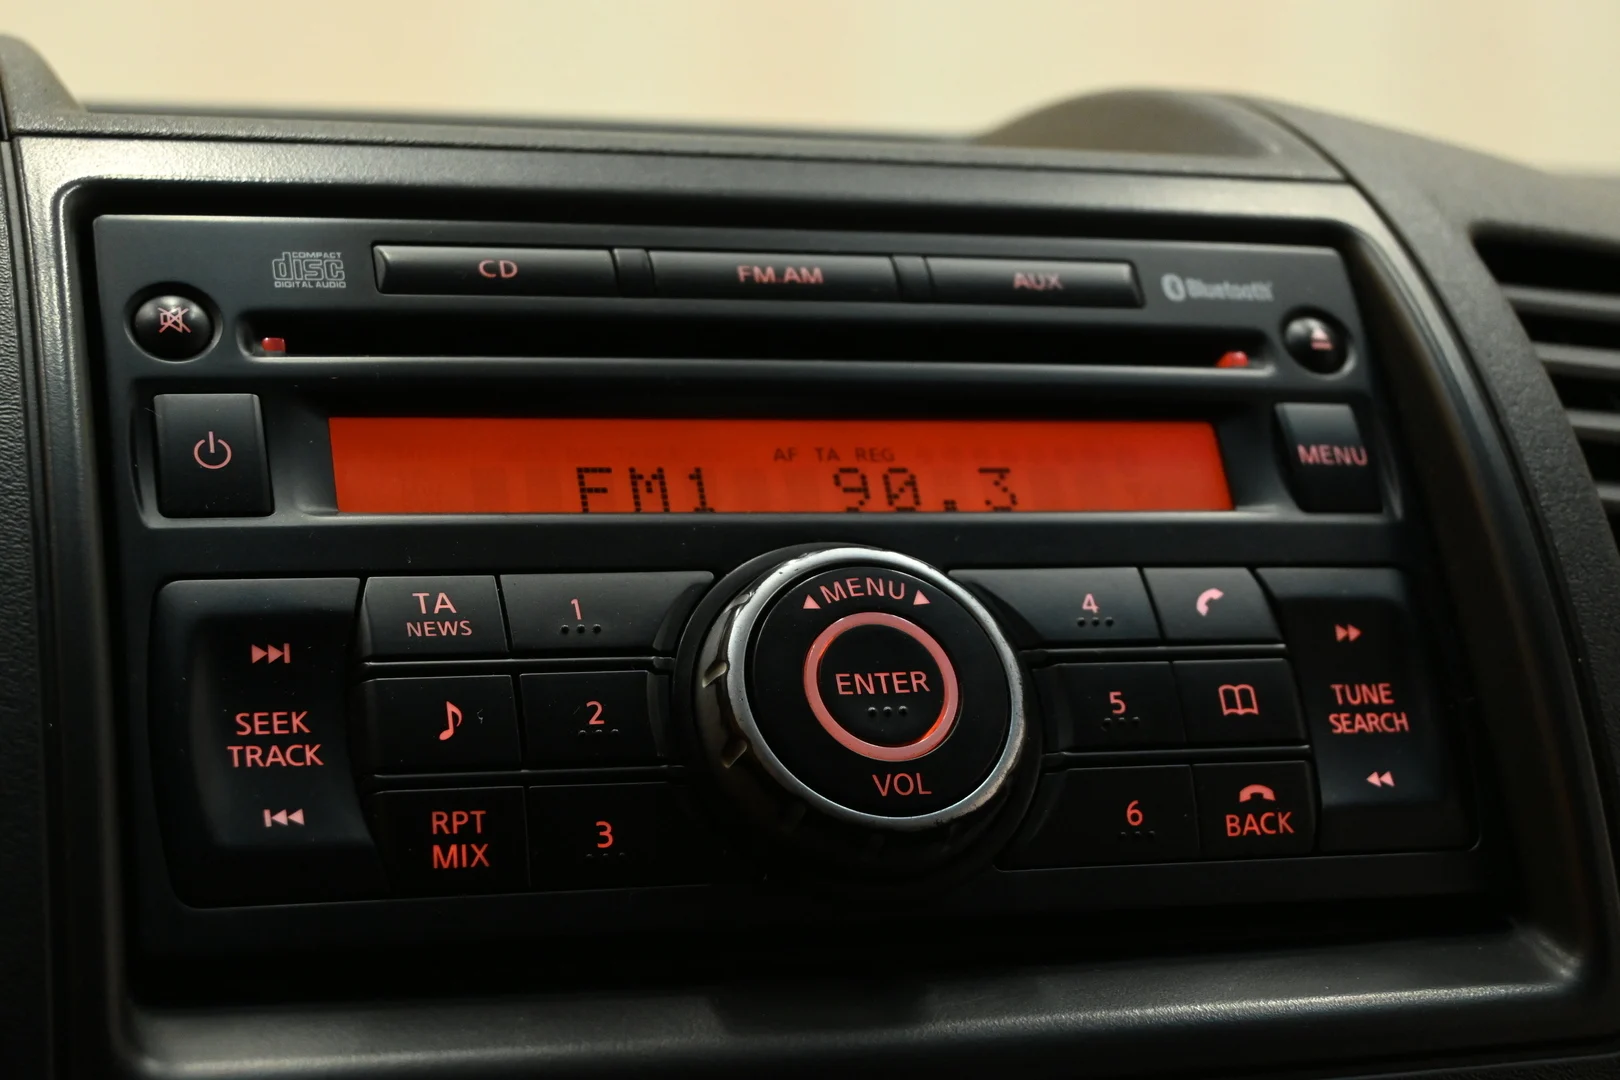 COMPACT
disc
DIGITAL AUDIO
CD
FM.AM
AUX
Bluetooth
AF TA REG
FM1 90.3
MENU
TA
NEWS
1
MENU
4
SEEK
TRACK
2
ENTER
5
TUNE
SEARCH
VOL
RPT
MIX
3
6
BACK